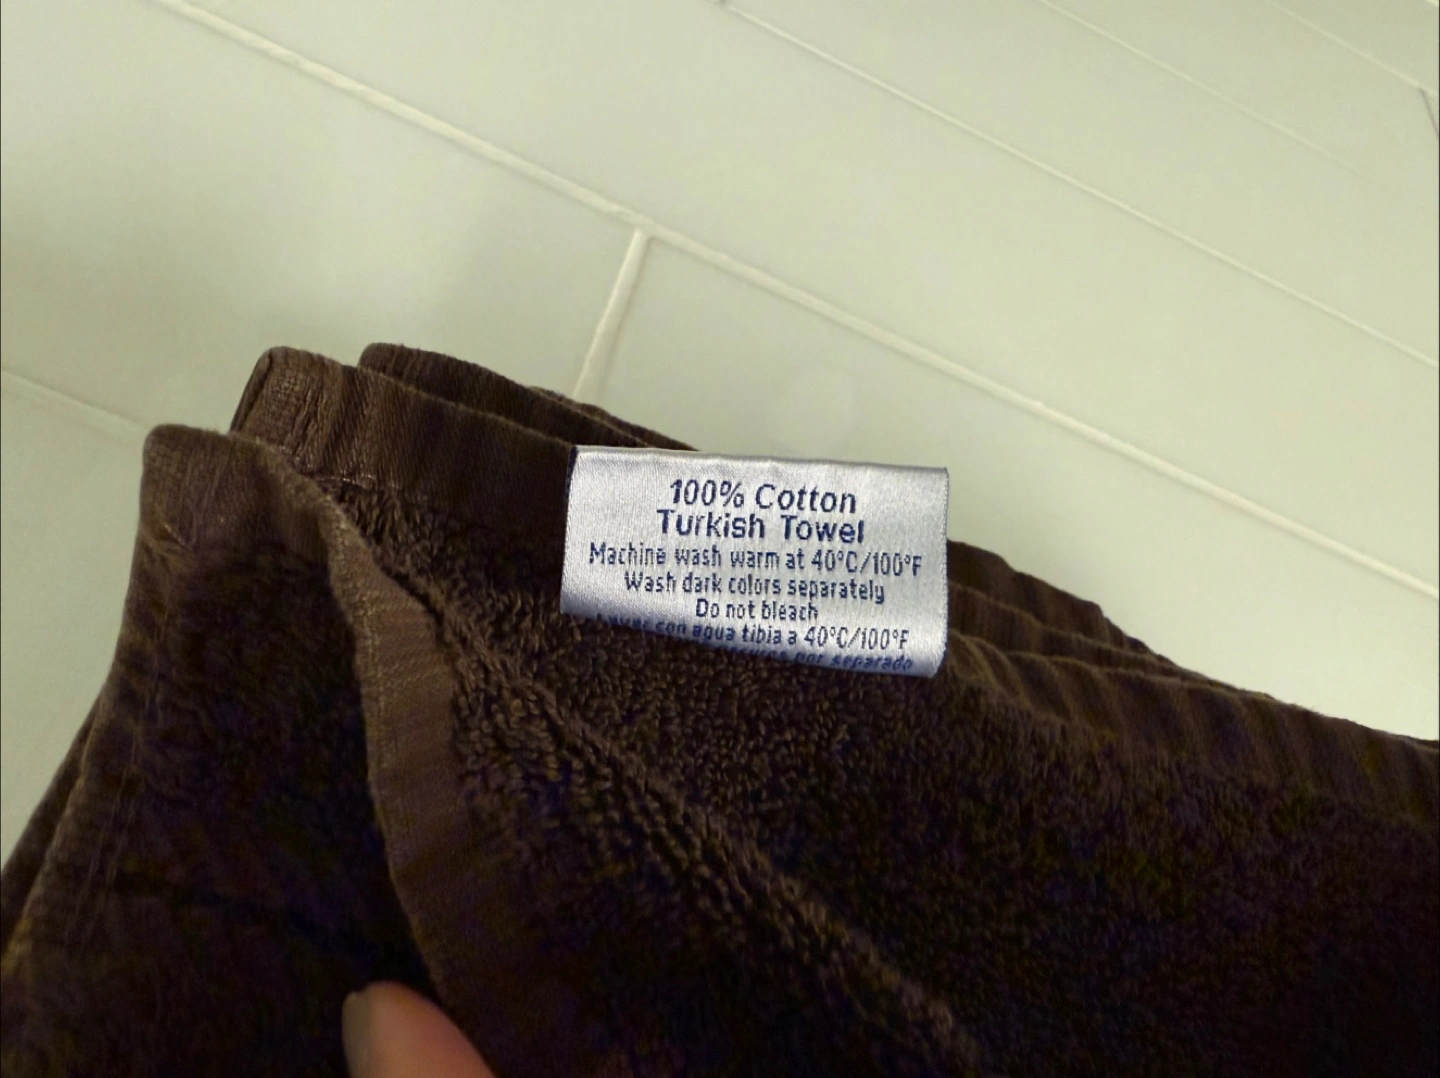 100% Cotton
Turkish Towel
Machine wash warm at 40°C/100°F
Wash dark colors separately
Do not bleach
Lavar con agua tibia a 40°C/100°F
por separado